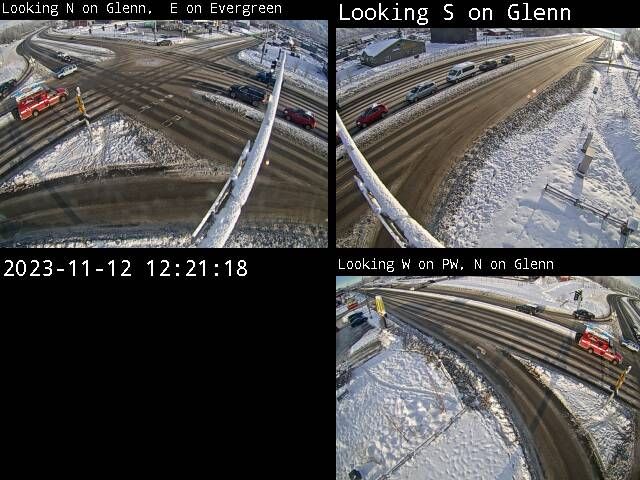 Looking N on Glenn, E on Evergreen
Looking S on Glenn
2023-11-12 12:21:18
Looking W on PW, N on Glenn